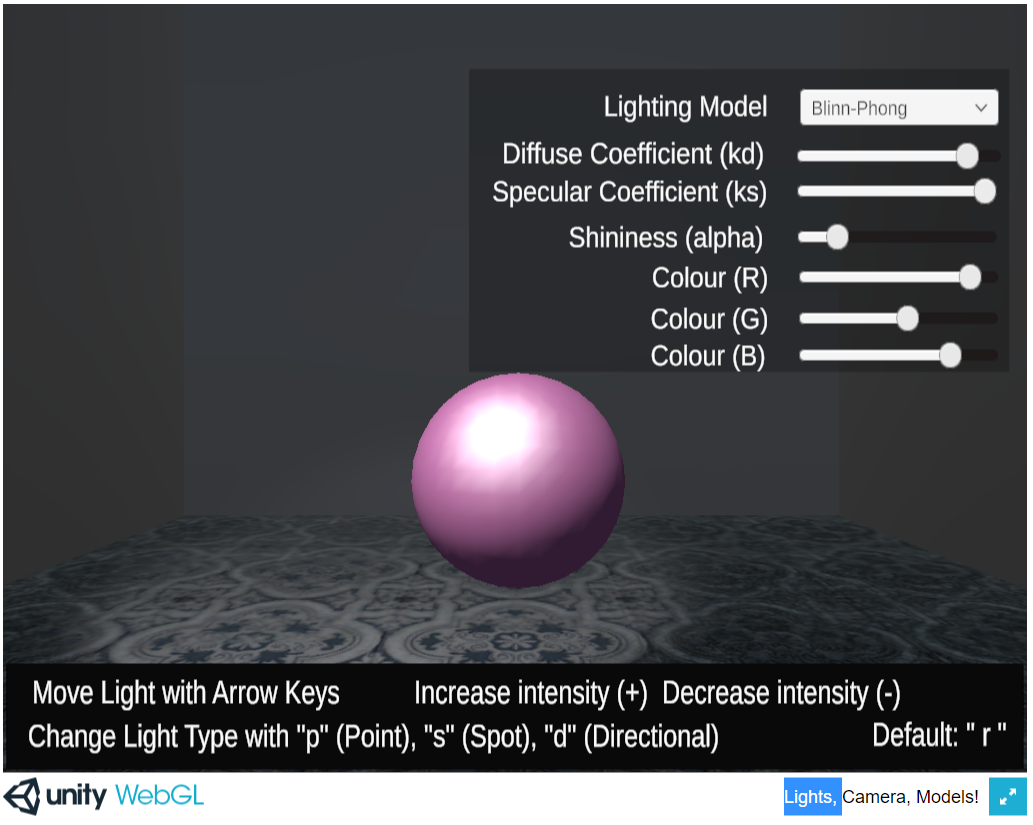 Lighting Model Blinn-Phong
Diffuse Coefficient (kd)
Specular Coefficient (ks)
Shininess (alpha)
Colour (R)
Colour (G)
Colour (B)
Move Light with Arrow Keys Increase intensity (+) Decrease intensity (-)
Change Light Type with "p" (Point), "s" (Spot), "d" (Directional) Default: " r "
unity WebGL Lights, Camera, Models!